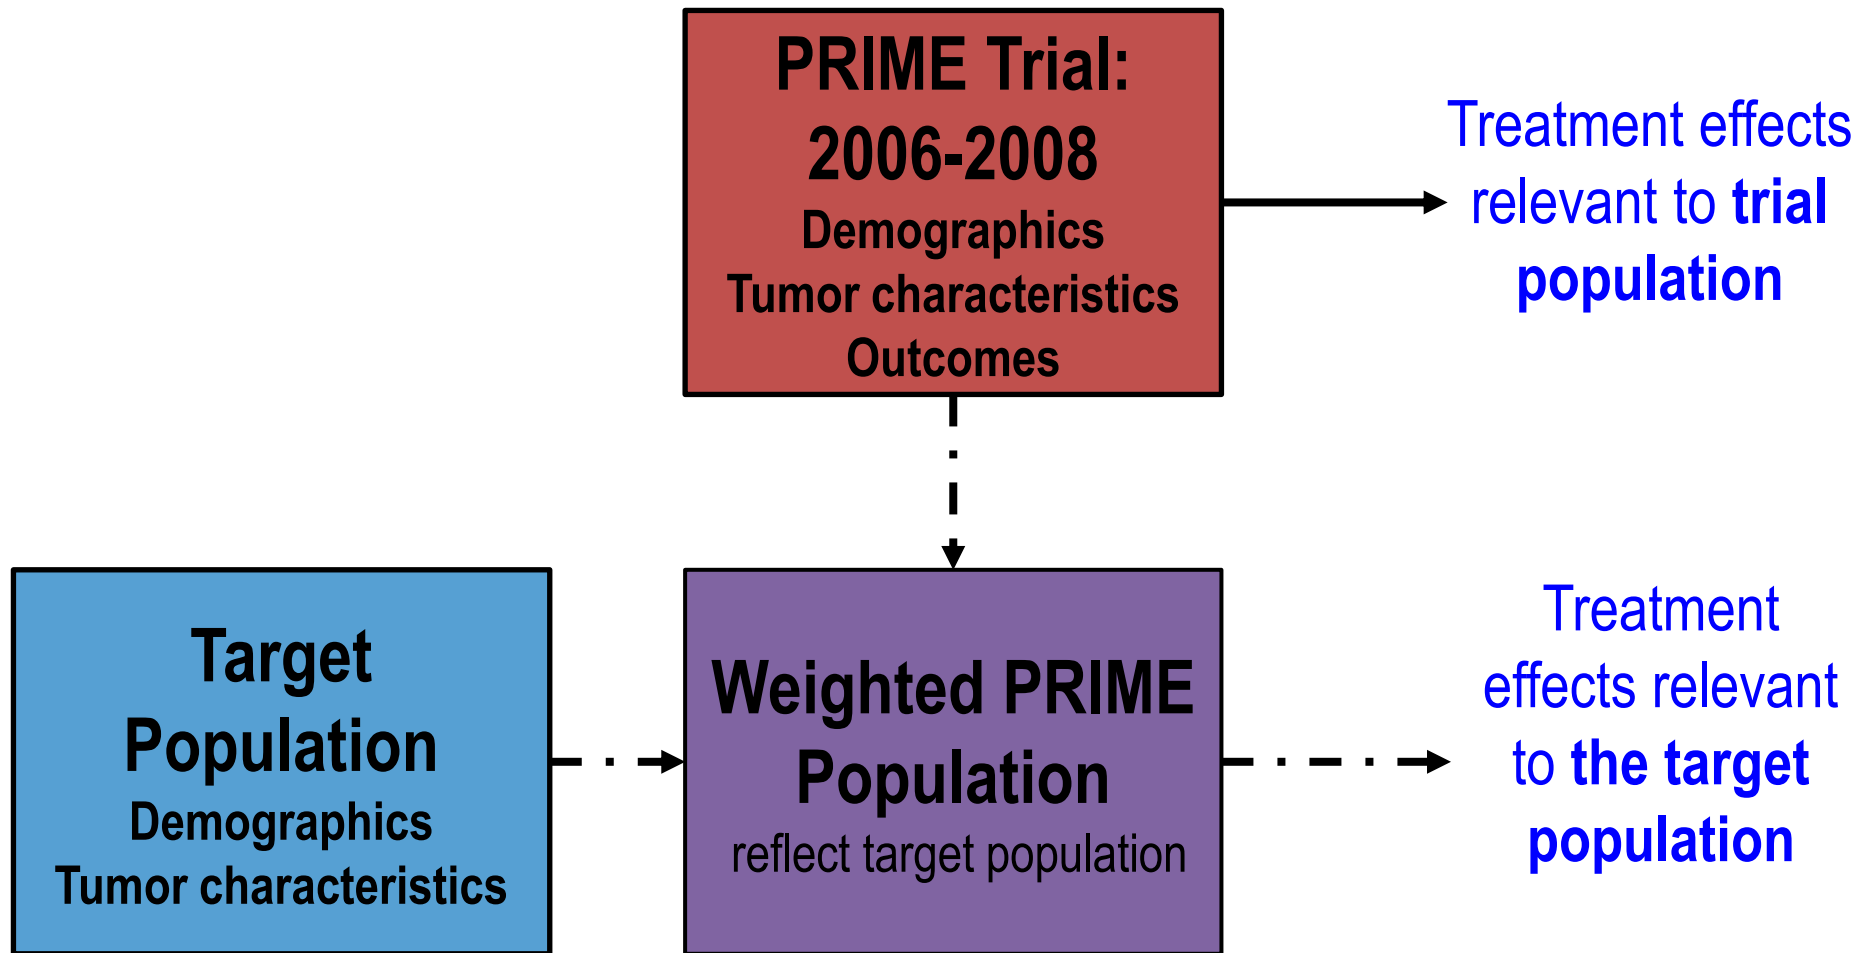 PRIME Trial:
2006-2008
Demographics
Tumor characteristics
Outcomes
Treatment effects
relevant to trial
population
Target
Population
Demographics
Tumor characteristics
Weighted PRIME
Population
reflect target population
Treatment
effects relevant
to the target
population